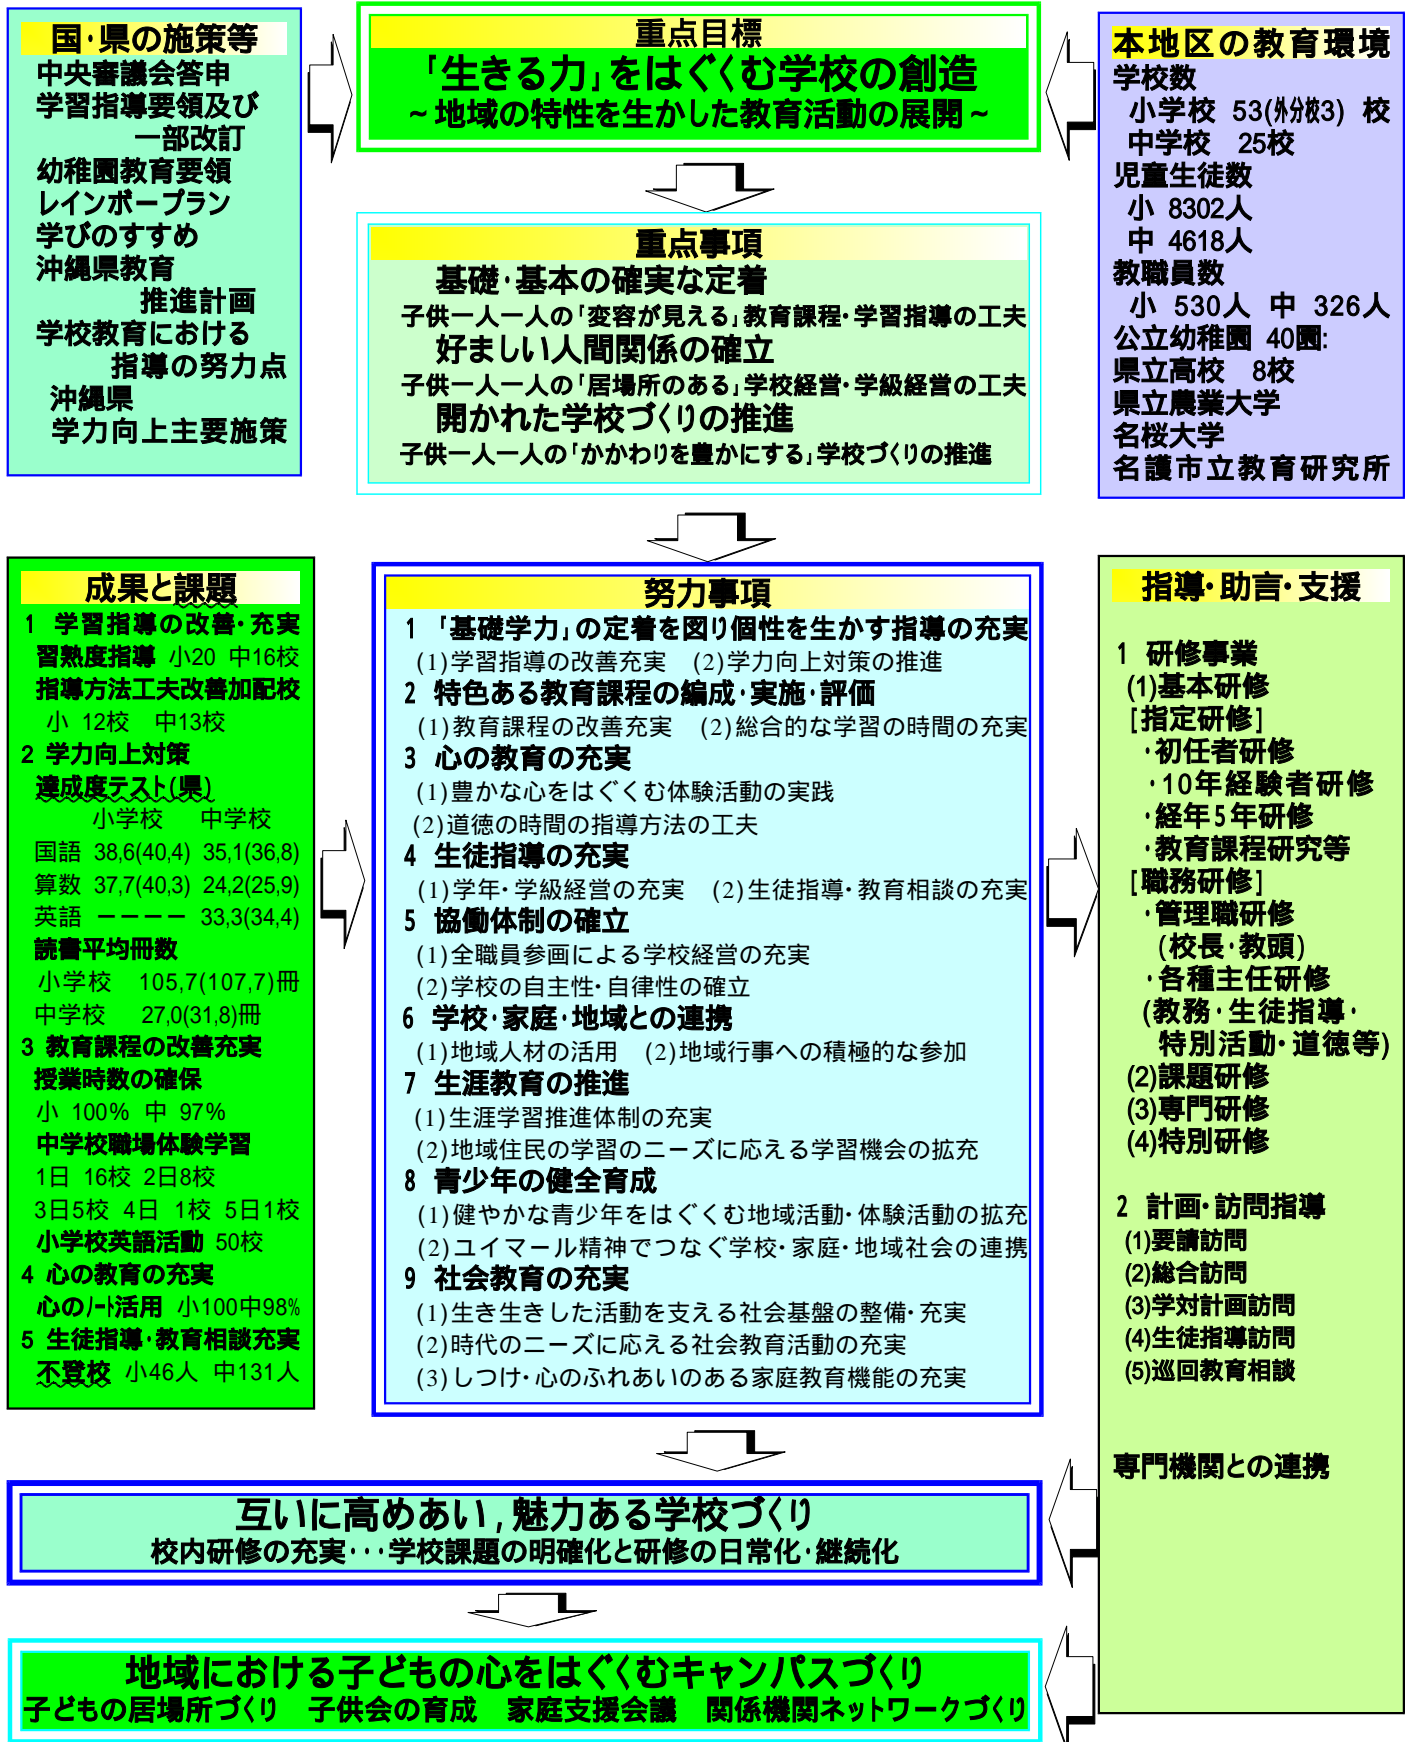 国・県の施策等
中央審議会答申
学習指導要領及び
一部改訂
幼稚園教育要領
レインボープラン
学びのすすめ
沖縄県教育
推進計画
学校教育における
指導の努力点
沖縄県
学力向上主要施策
重点目標
「生きる力」をはぐくむ学校の創造
～地域の特性を生かした教育活動の展開～
重点事項
基礎・基本の確実な定着
子供一人一人の「変容が見える」教育課程・学習指導の工夫
好ましい人間関係の確立
子供一人一人の「居場所のある」学校経営・学級経営の工夫
開かれた学校づくりの推進
子供一人一人の「かかわりを豊かにする」学校づくりの推進
本地区の教育環境
学校数
小学校 53(外分校3) 校
中学校 25校
児童生徒数
小 8302人
中 4618人
教職員数
小 530人 中 326人
公立幼稚園 40園:
県立高校 8校
県立農業大学
名桜大学
名護市立教育研究所
成果と課題
1 学習指導の改善・充実
習熟度指導 小20 中16校
指導方法工夫改善加配校
小 12校 中13校
2 学力向上対策
達成度テスト(県)
小学校 中学校
国語 38,6(40,4) 35,1(36,8)
算数 37,7(40,3) 24,2(25,9)
英語 ーーーー 33,3(34,4)
読書平均冊数
小学校 105,7(107,7)冊
中学校 27,0(31,8)冊
3 教育課程の改善充実
授業時数の確保
小 100% 中 97%
中学校職場体験学習
1日 16校 2日8校
3日5校 4日 1校 5日1校
小学校英語活動 50校
4 心の教育の充実
心のノート活用 小100中98%
5 生徒指導・教育相談充実
不登校 小46人 中131人
努力事項
1 「基礎学力」の定着を図り個性を生かす指導の充実
(1)学習指導の改善充実 (2)学力向上対策の推進
2 特色ある教育課程の編成・実施・評価
(1)教育課程の改善充実 (2)総合的な学習の時間の充実
3 心の教育の充実
(1)豊かな心をはぐくむ体験活動の実践
(2)道徳の時間の指導方法の工夫
4 生徒指導の充実
(1)学年・学級経営の充実 (2)生徒指導・教育相談の充実
5 協働体制の確立
(1)全職員参画による学校経営の充実
(2)学校の自主性・自律性の確立
6 学校・家庭・地域との連携
(1)地域人材の活用 (2)地域行事への積極的な参加
7 生涯教育の推進
(1)生涯学習推進体制の充実
(2)地域住民の学習のニーズに応える学習機会の拡充
8 青少年の健全育成
(1)健やかな青少年をはぐくむ地域活動・体験活動の拡充
(2)ユイマール精神でつなぐ学校・家庭・地域社会の連携
9 社会教育の充実
(1)生き生きした活動を支える社会基盤の整備・充実
(2)時代のニーズに応える社会教育活動の充実
(3)しつけ・心のふれあいのある家庭教育機能の充実
指導・助言・支援
1 研修事業
(1)基本研修
[指定研修]
・初任者研修
・10年経験者研修
・経年5年研修
・教育課程研究等
[職務研修]
・管理職研修
(校長・教頭)
・各種主任研修
(教務・生徒指導・
特別活動・道徳等)
(2)課題研修
(3)専門研修
(4)特別研修
2 計画・訪問指導
(1)要請訪問
(2)総合訪問
(3)学対計画訪問
(4)生徒指導訪問
(5)巡回教育相談
専門機関との連携
互いに高めあい,魅力ある学校づくり
校内研修の充実・・・学校課題の明確化と研修の日常化・継続化
地域における子どもの心をはぐくむキャンパスづくり
子どもの居場所づくり 子供会の育成 家庭支援会議 関係機関ネットワークづくり